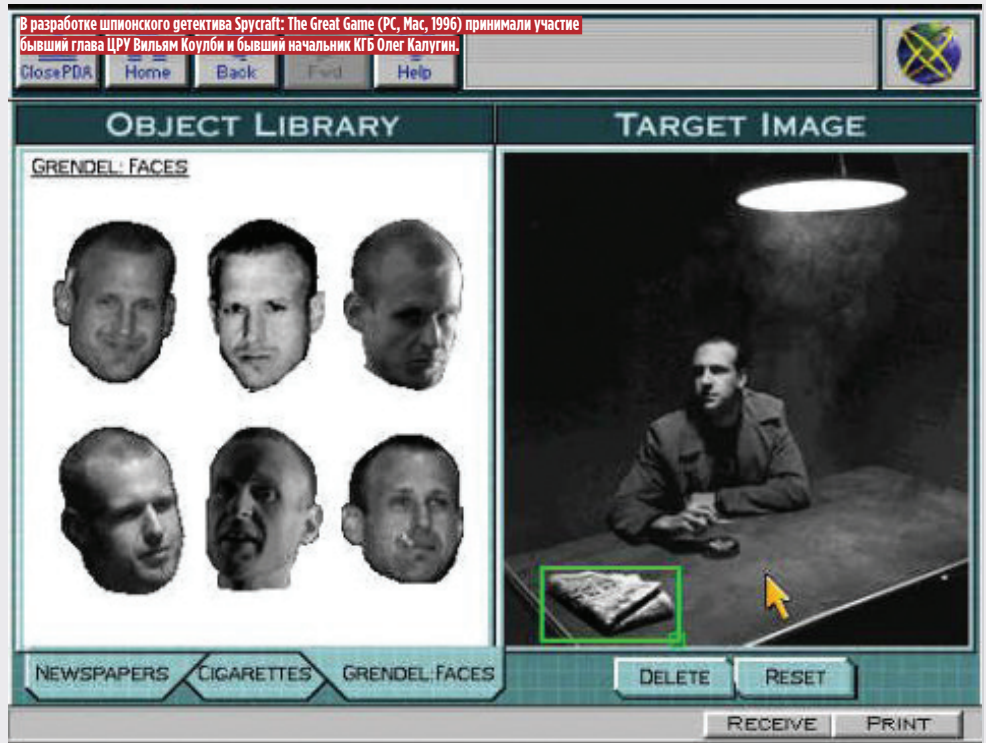 В разработке шпионского детектива Spycraft: The Great Game (PC, Mac, 1996) принимали участие
бывший глава ЦРУ Вильям Коулби и бывший начальник КГБ Олег Калугин.
ClosePDA Home Back Fwd Help
OBJECT LIBRARY
TARGET IMAGE
GRENDEL: FACES
NEWSPAPERS CIGARETTES GRENDEL:FACES
DELETE RESET
RECEIVE PRINT